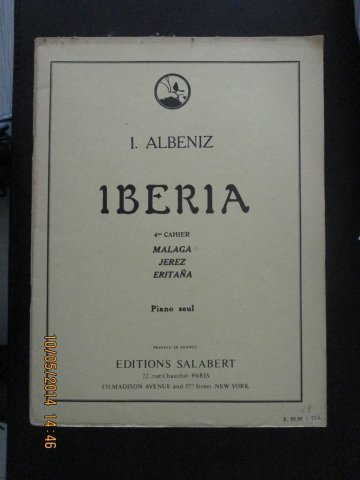 I. ALBENIZ
IBERIA
4me CAHIER
MALAGA
JEREZ
ERITAÑA
Piano seul
PRINTED IN FRANCE
EDITIONS SALABERT
22, rue Chauchat-PARIS
575 MADISON AVENUE and 57th Street-NEW YORK
10/05/2014 14:46